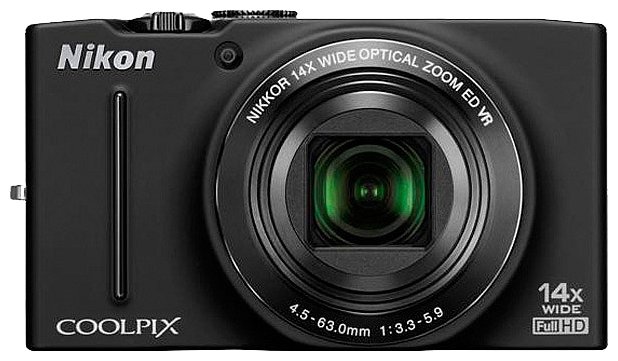 Nikon
NIKKOR 14X WIDE OPTICAL ZOOM ED VR
4.5-63.0mm 1:3.3-5.9
COOLPIX
14x
WIDE
Full HD